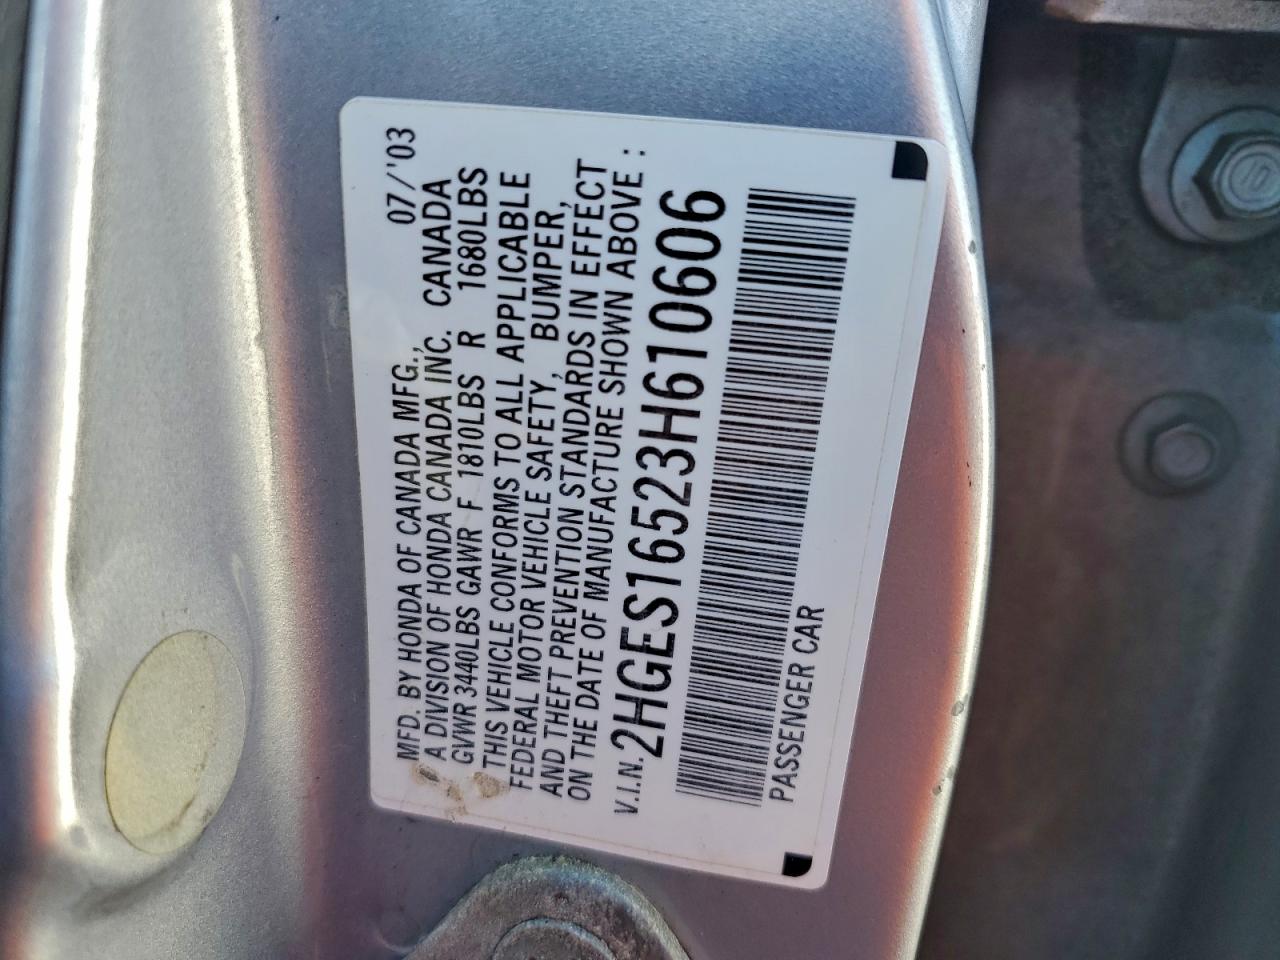 MFD. BY HONDA OF CANADA MFG., 07/'03
A DIVISION OF HONDA CANADA INC. CANADA
GVWR 3440LBS GAWR F 1810LBS R 1680LBS
THIS VEHICLE CONFORMS TO ALL APPLICABLE
FEDERAL MOTOR VEHICLE SAFETY, BUMPER,
AND THEFT PREVENTION STANDARDS IN EFFECT
ON THE DATE OF MANUFACTURE SHOWN ABOVE :
V.I.N. 2HGES16523H610606
PASSENGER CAR